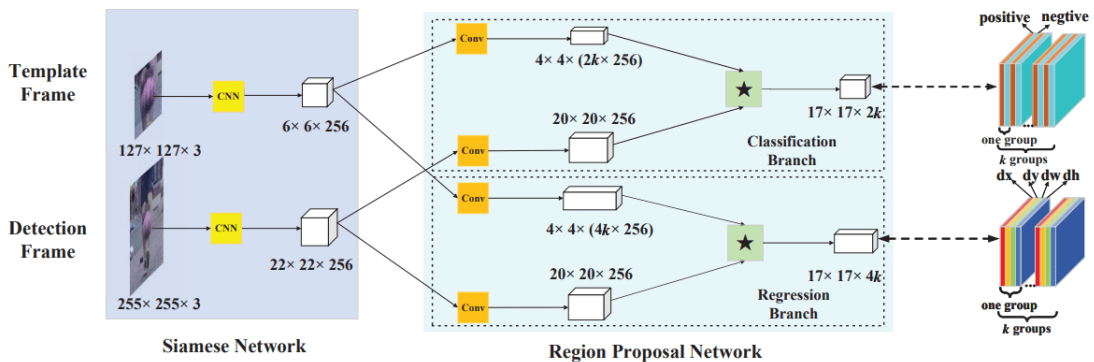 Template
Frame
127× 127× 3
CNN
6× 6× 256
Detection
Frame
255× 255× 3
CNN
22× 22× 256
Siamese Network
Conv
4× 4× (2k× 256)
20× 20× 256
Conv
★
17× 17× 2k
Classification
Branch
Conv
4× 4× (4k× 256)
20× 20× 256
Conv
★
17× 17× 4k
Regression
Branch
Region Proposal Network
positive negtive
one group
...
k groups
dx dy dw dh
one group
...
k groups